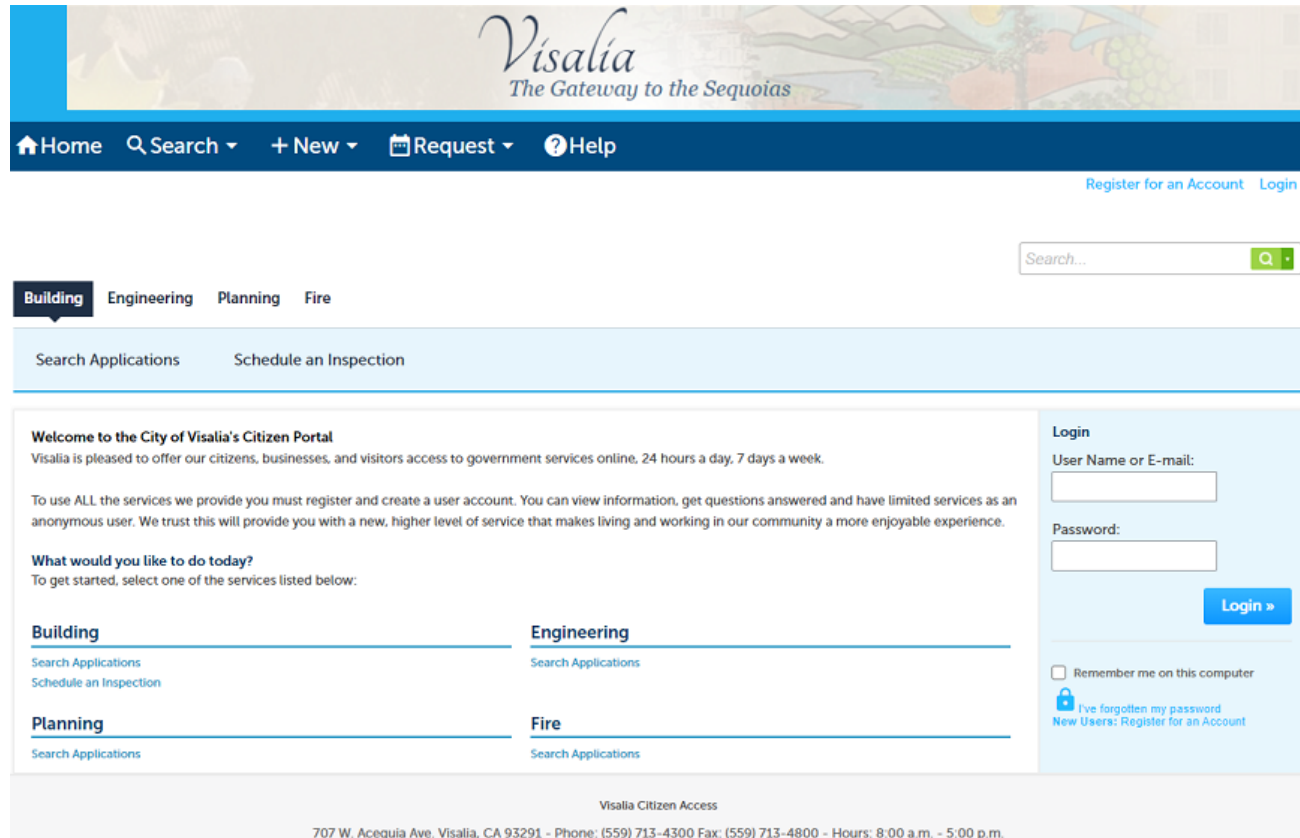 Visalia
The Gateway to the Sequoias
Home Search + New Request Help
Register for an Account Login
Search...
Building Engineering Planning Fire
Search Applications Schedule an Inspection
Welcome to the City of Visalia's Citizen Portal
Visalia is pleased to offer our citizens, businesses, and visitors access to government services online, 24 hours a day, 7 days a week.
To use ALL the services we provide you must register and create a user account. You can view information, get questions answered and have limited services as an
anonymous user. We trust this will provide you with a new, higher level of service that makes living and working in our community a more enjoyable experience.
What would you like to do today?
To get started, select one of the services listed below:
Building
Search Applications
Schedule an Inspection
Engineering
Search Applications
Planning
Search Applications
Fire
Search Applications
Login
User Name or E-mail:
Password:
Login »
Remember me on this computer
I've forgotten my password
New Users: Register for an Account
Visalia Citizen Access
707 W. Acequia Ave. Visalia, CA 93291 - Phone: (559) 713-4300 Fax: (559) 713-4800 - Hours: 8:00 a.m. - 5:00 p.m.